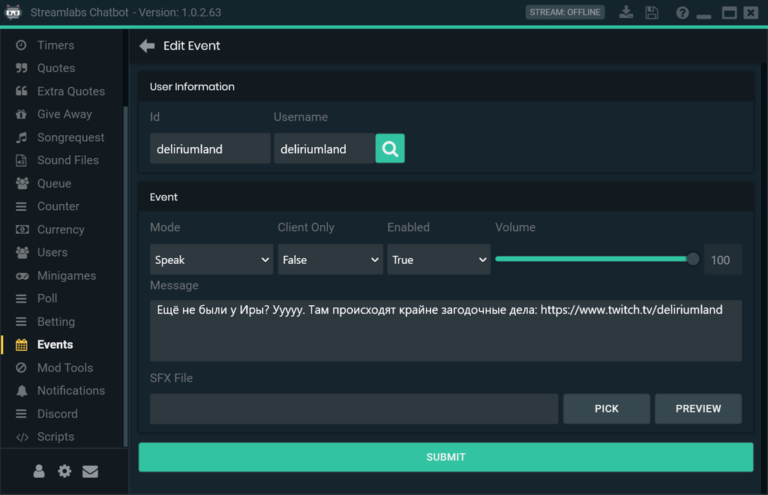 Streamlabs Chatbot - Version: 1.0.2.63
STREAM: OFFLINE
Timers
Quotes
Extra Quotes
Give Away
Songrequest
Sound Files
Queue
Counter
Currency
Users
Minigames
Poll
Betting
Events
Mod Tools
Notifications
Discord
Scripts
Edit Event
User Information
Id Username
deliriumland deliriumland
Event
Mode Client Only Enabled Volume
Speak False True 100
Message
Ещё не были у Иры? Ууууу. Там происходят крайне загодочные дела: https://www.twitch.tv/deliriumland
SFX File
PICK PREVIEW
SUBMIT